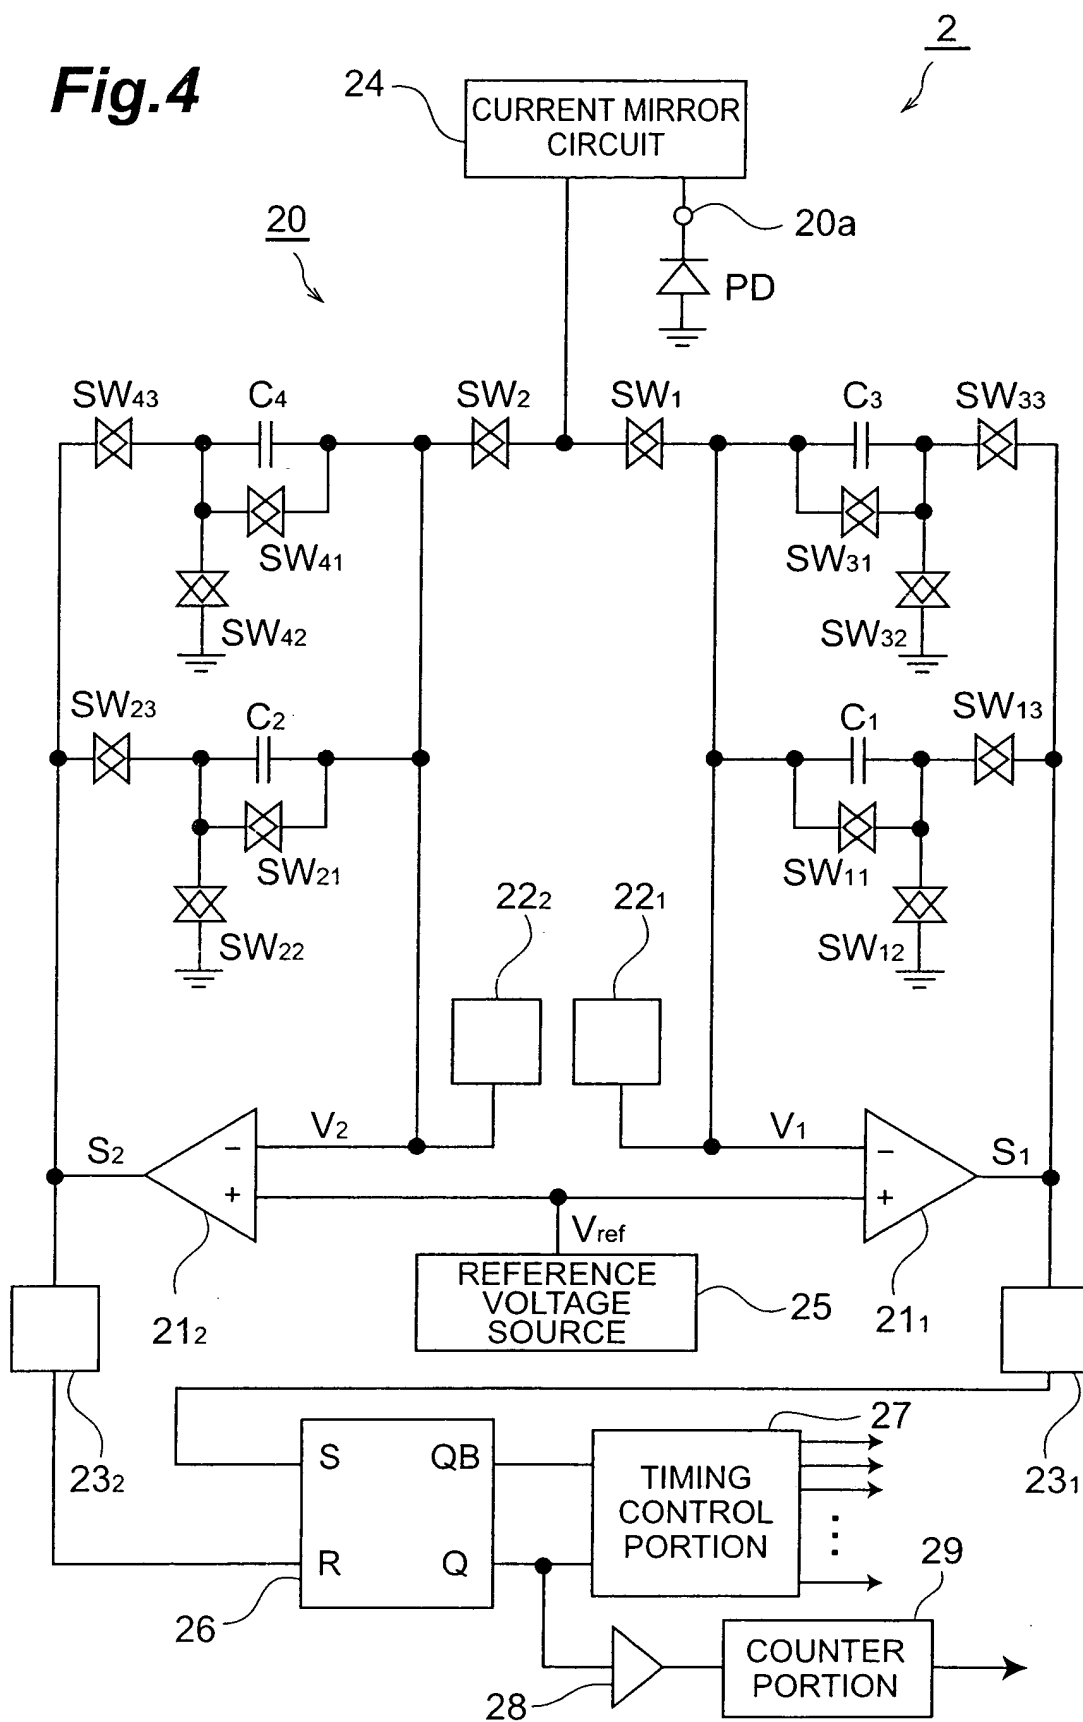 2
Fig.4
24
CURRENT MIRROR
CIRCUIT
20
20a
PD
SW43
C4
SW2
SW1
C3
SW33
SW41
SW31
SW42
SW32
SW23
C2
C1
SW13
SW21
SW11
222
221
SW22
SW12
V2
V1
S2
−
−
S1
+
+
Vref
REFERENCE
VOLTAGE
SOURCE
25
212
211
27
S
QB
TIMING
CONTROL
PORTION
232
231
R
Q
29
26
COUNTER
PORTION
28